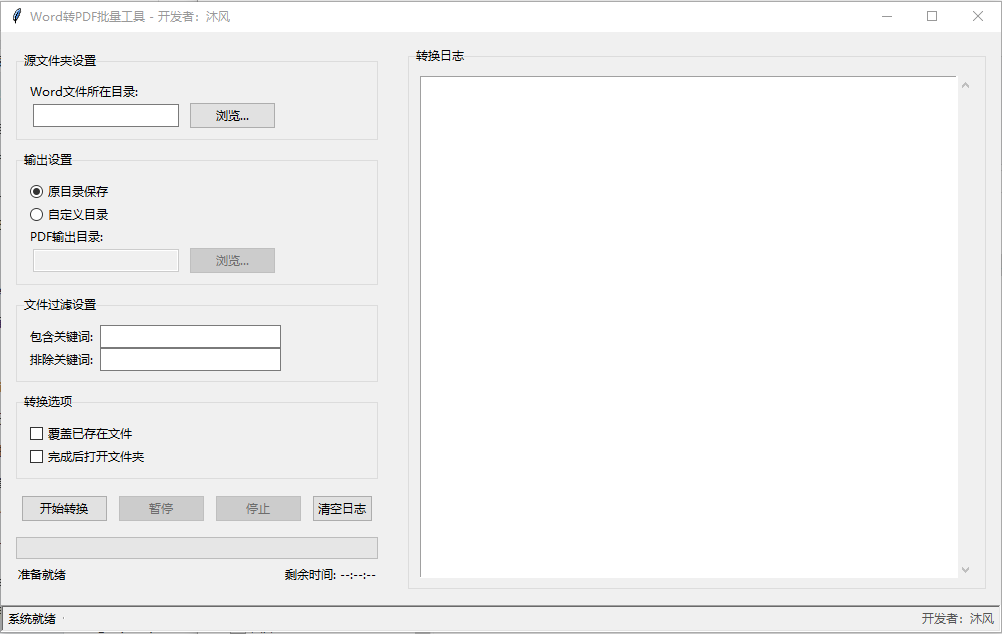 Word转PDF批量工具 - 开发者：沐风
源文件夹设置
Word文件所在目录:
浏览...
输出设置
原目录保存
自定义目录
PDF输出目录:
浏览...
文件过滤设置
包含关键词:
排除关键词:
转换选项
覆盖已存在文件
完成后打开文件夹
开始转换 暂停 停止 清空日志
准备就绪 剩余时间: --:--:--
转换日志
系统就绪 开发者：沐风